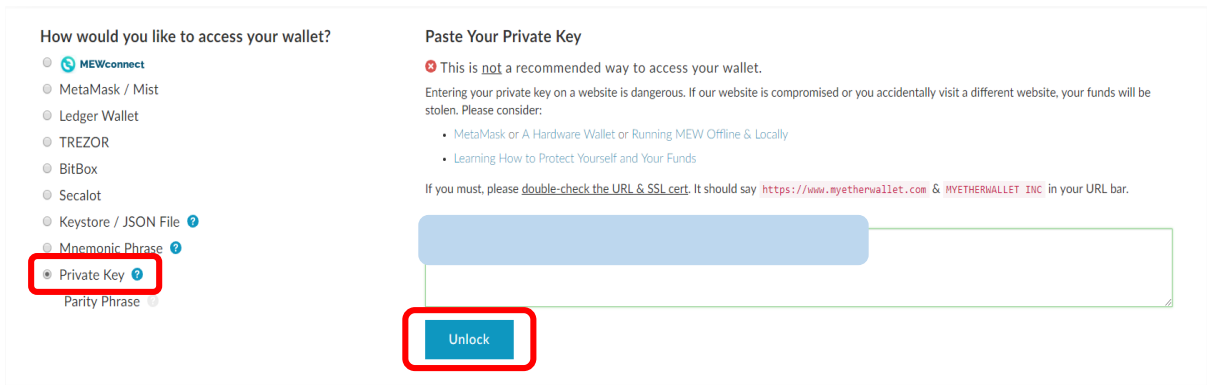 How would you like to access your wallet?
MEWconnect
MetaMask / Mist
Ledger Wallet
TREZOR
BitBox
Secalot
Keystore / JSON File ?
Mnemonic Phrase ?
Private Key ?
Parity Phrase ?
Paste Your Private Key
This is not a recommended way to access your wallet.
Entering your private key on a website is dangerous. If our website is compromised or you accidentally visit a different website, your funds will be
stolen. Please consider:
• MetaMask or A Hardware Wallet or Running MEW Offline & Locally
• Learning How to Protect Yourself and Your Funds
If you must, please double-check the URL & SSL cert. It should say https://www.myetherwallet.com & MYETHERWALLET INC in your URL bar.
Unlock